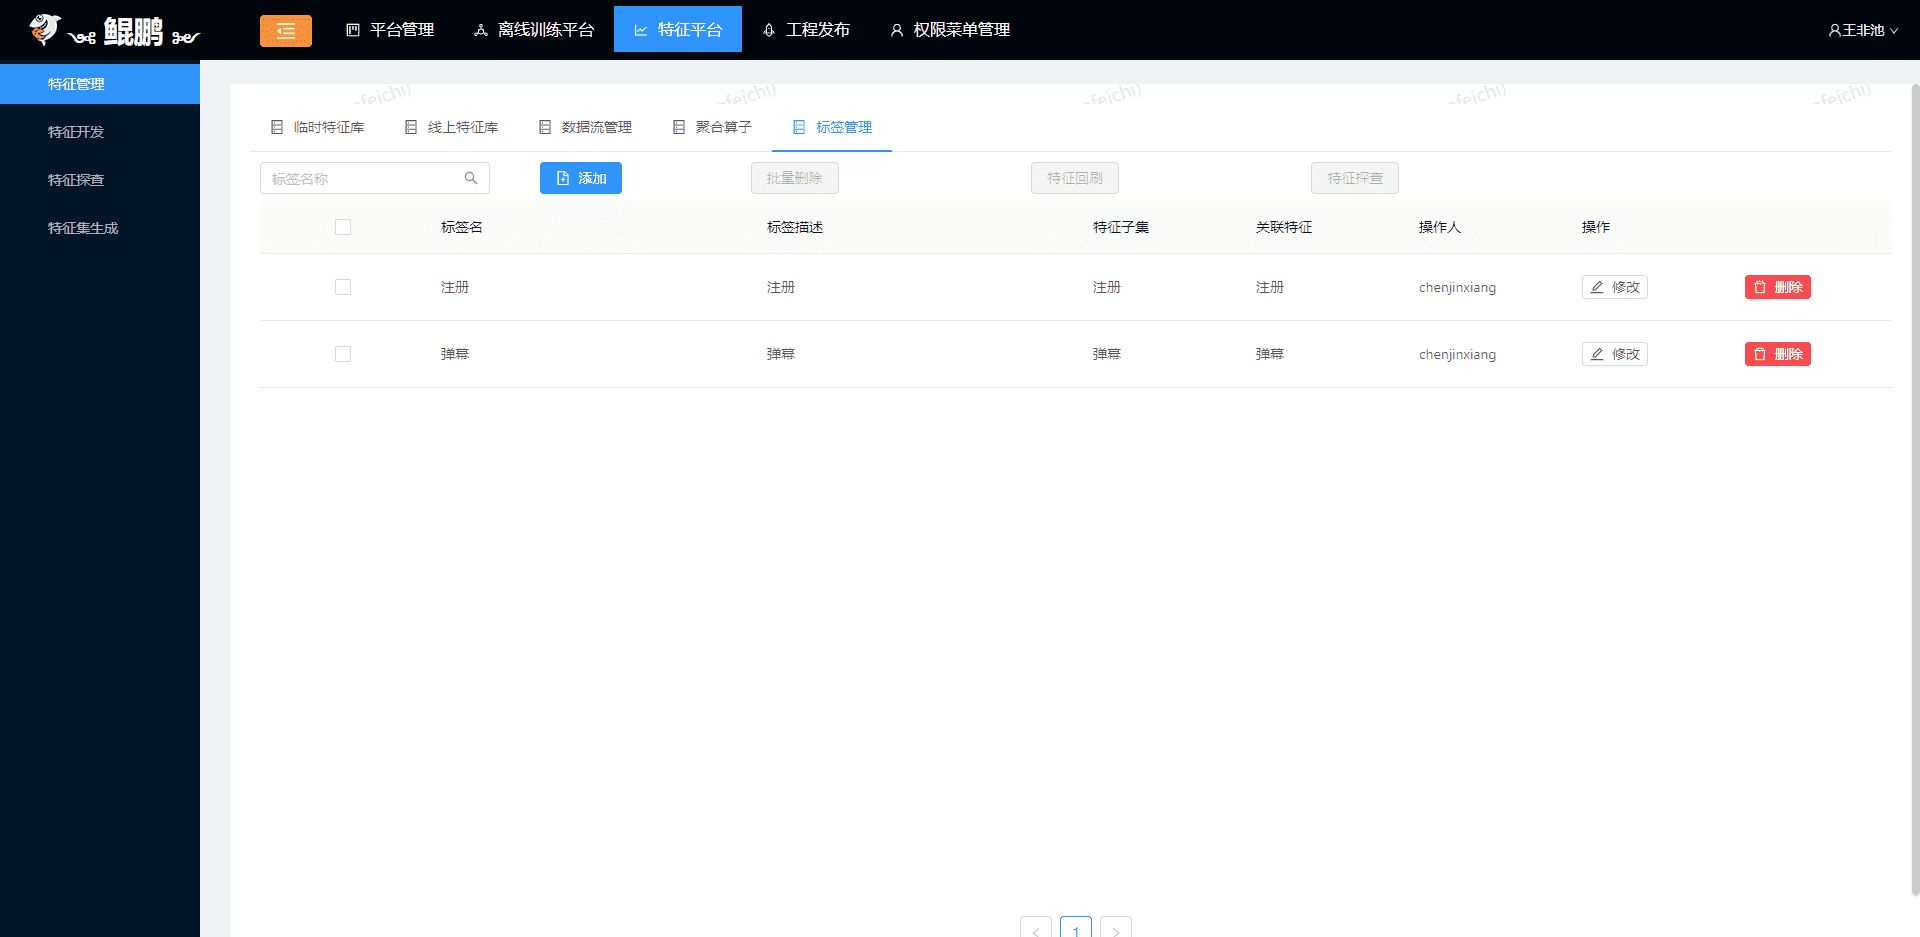 鲲鹏 平台管理 离线训练平台 特征平台 工程发布 权限菜单管理 王非池
特征管理
特征开发
特征探查
特征集生成
feichi) feichi) feichi) feichi) feichi)
临时特征库 线上特征库 数据流管理 聚合算子 标签管理
标签名称 添加 批量删除 特征回刷 特征探查
标签名 标签描述 特征子集 关联特征 操作人 操作
注册 注册 注册 注册 chenjinxiang 修改 删除
弹幕 弹幕 弹幕 弹幕 chenjinxiang 修改 删除
< 1 >